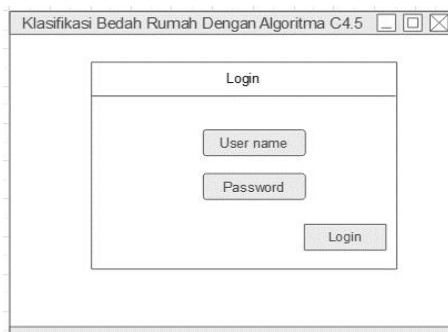 Klasifikasi Bedah Rumah Dengan Algoritma C4.5
Login
User name
Password
Login